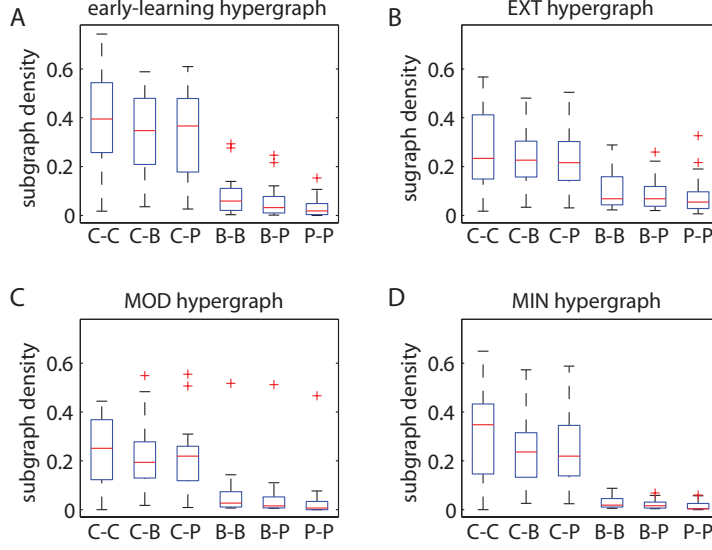 A
early-learning hypergraph
subgraph density
0.6
0.4
0.2
0
C-C C-B C-P B-B B-P P-P
B
EXT hypergraph
subgraph density
0.6
0.4
0.2
0
C-C C-B C-P B-B B-P P-P
C
MOD hypergraph
subgraph density
0.6
0.4
0.2
0
C-C C-B C-P B-B B-P P-P
D
MIN hypergraph
subgraph density
0.6
0.4
0.2
0
C-C C-B C-P B-B B-P P-P